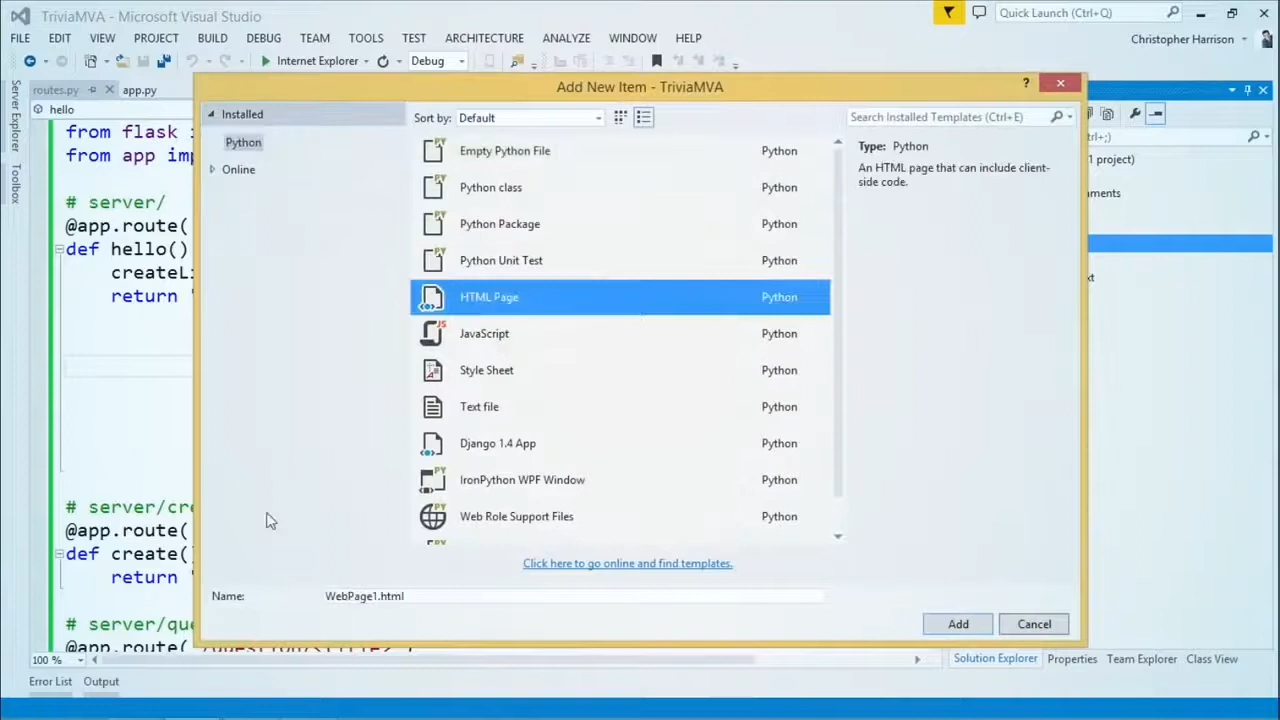 TriviaMVA - Microsoft Visual Studio
Quick Launch (Ctrl+Q)
FILE EDIT VIEW PROJECT BUILD DEBUG TEAM TOOLS TEST ARCHITECTURE ANALYZE WINDOW HELP
Christopher Harrison
Internet Explorer Debug
routes.py app.py
hello
Server Explorer
Toolbox
from flask
from app
# server/
@app.route(
def hello()
return '
# server/
@app.route(
def create()
return '
# server/
@app.route(
100 %
Add New Item - TriviaMVA
?
Installed
Python
Online
Sort by: Default
Search Installed Templates (Ctrl+E)
Empty Python File Python
Python class Python
Python Package Python
Python Unit Test Python
HTML Page Python
JavaScript Python
Style Sheet Python
Text file Python
Django 1.4 App Python
IronPython WPF Window Python
Web Role Support Files Python
Click here to go online and find templates.
Type: Python
An HTML page that can include client-
side code.
Name: WebPage1.html
Add Cancel
1 project)
Solution Explorer Properties Team Explorer Class View
Error List Output